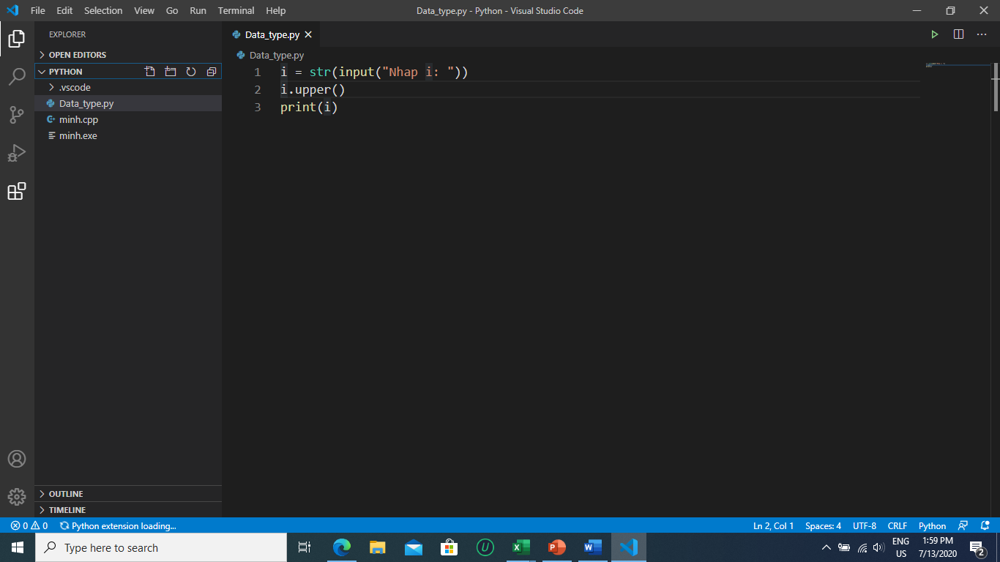 File Edit Selection View Go Run Terminal Help
Data_type.py - Python - Visual Studio Code
EXPLORER
OPEN EDITORS
PYTHON
.vscode
Data_type.py
minh.cpp
minh.exe
OUTLINE
TIMELINE
Data_type.py
Data_type.py
1 i = str(input("Nhap i: "))
2 i.upper()
3 print(i)
0 0 Python extension loading...
Ln 2, Col 1 Spaces: 4 UTF-8 CRLF Python
Type here to search
ENG
US
1:59 PM
7/13/2020
2